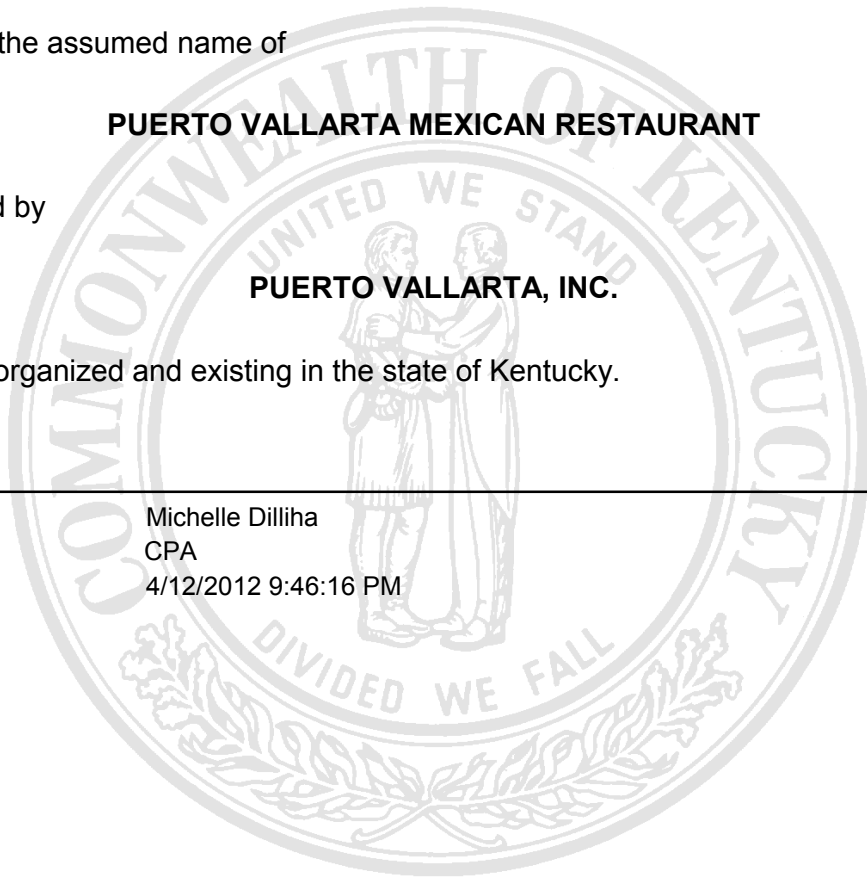 the assumed name of
PUERTO VALLARTA MEXICAN RESTAURANT
d by
PUERTO VALLARTA, INC.
organized and existing in the state of Kentucky.
Michelle Dilliha
CPA
4/12/2012 9:46:16 PM
COMMONWEALTH OF KENTUCKY
UNITED WE STAND
DIVIDED WE FALL